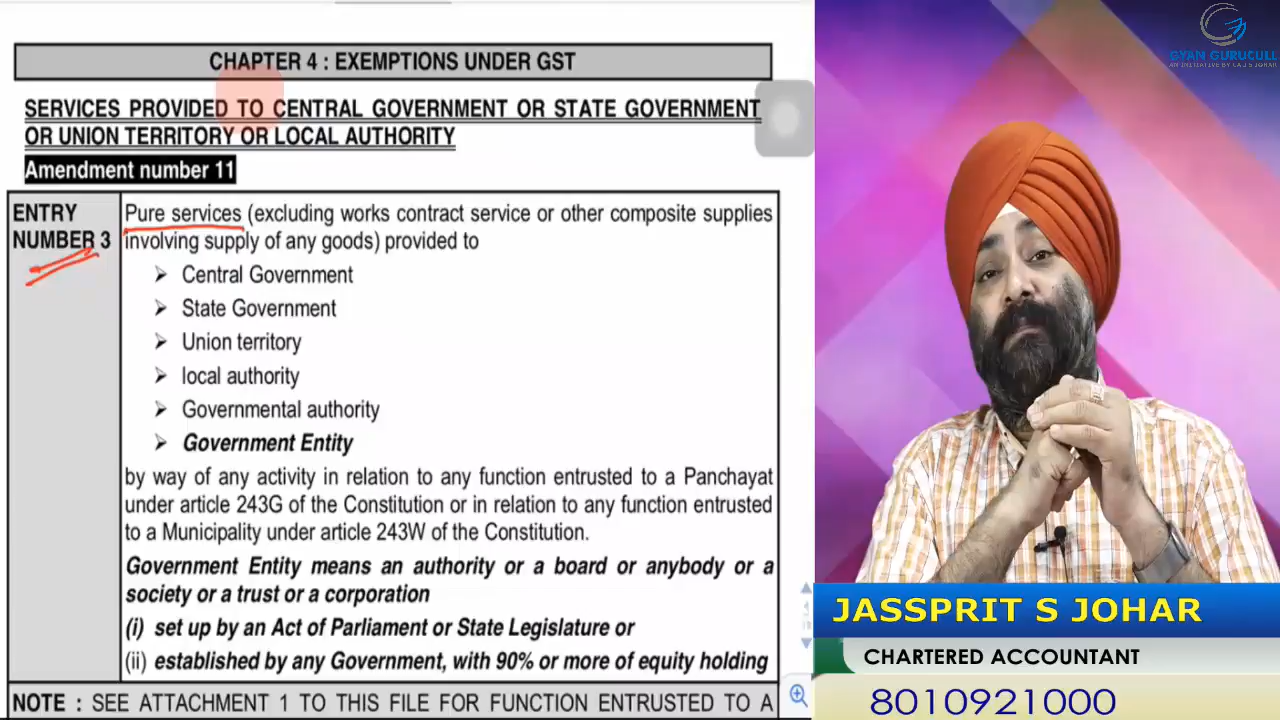 CHAPTER 4 : EXEMPTIONS UNDER GST
SERVICES PROVIDED TO CENTRAL GOVERNMENT OR STATE GOVERNMENT
OR UNION TERRITORY OR LOCAL AUTHORITY
Amendment number 11
ENTRY
NUMBER 3
Pure services (excluding works contract service or other composite supplies
involving supply of any goods) provided to
➢ Central Government
➢ State Government
➢ Union territory
➢ local authority
➢ Governmental authority
➢ Government Entity
by way of any activity in relation to any function entrusted to a Panchayat
under article 243G of the Constitution or in relation to any function entrusted
to a Municipality under article 243W of the Constitution.
Government Entity means an authority or a board or anybody or a
society or a trust or a corporation
(i) set up by an Act of Parliament or State Legislature or
(ii) established by any Government, with 90% or more of equity holding
NOTE : SEE ATTACHMENT 1 TO THIS FILE FOR FUNCTION ENTRUSTED TO A
GYAN GURUCULL
AN INITIATIVE BY CA J S JOHAR
JASSPRIT S JOHAR
CHARTERED ACCOUNTANT
8010921000